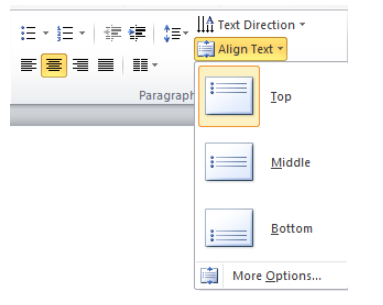 Text Direction
Align Text
Paragraph
Top
Middle
Bottom
More Options...